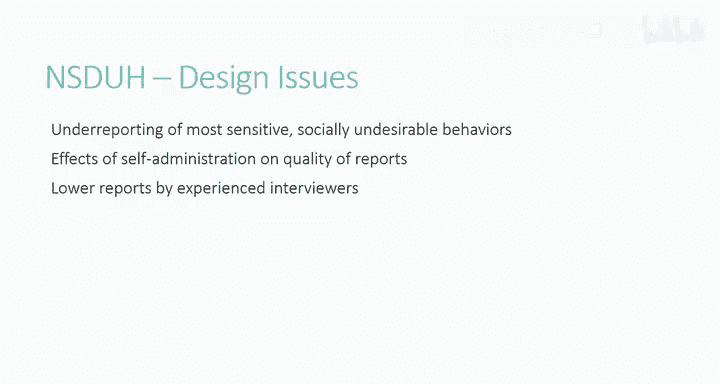 NSDUH – Design Issues
Underreporting of most sensitive, socially undesirable behaviors
Effects of self-administration on quality of reports
Lower reports by experienced interviewers